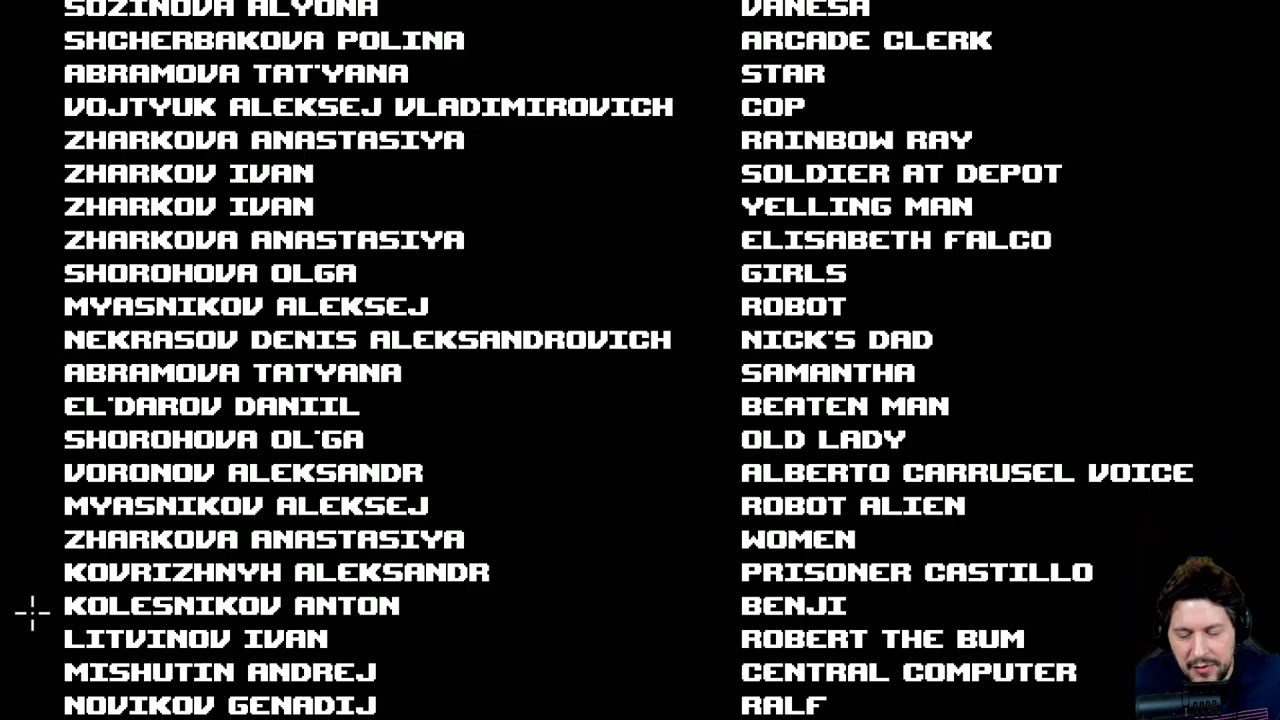 SOZINOVA ALYONA VANESA
SHCHERBAKOVA POLINA ARCADE CLERK
ABRAMOVA TAT'YANA STAR
VOJTYUK ALEKSEJ VLADIMIROVICH COP
ZHARKOVA ANASTASIYA RAINBOW RAY
ZHARKOV IVAN SOLDIER AT DEPOT
ZHARKOV IVAN YELLING MAN
ZHARKOVA ANASTASIYA ELISABETH FALCO
SHOROHOVA OLGA GIRLS
MYASNIKOV ALEKSEJ ROBOT
NEKRASOV DENIS ALEKSANDROVICH NICK'S DAD
ABRAMOVA TATYANA SAMANTHA
EL'DAROV DANIIL BEATEN MAN
SHOROHOVA OL'GA OLD LADY
VORONOV ALEKSANDR ALBERTO CARRUSEL VOICE
MYASNIKOV ALEKSEJ ROBOT ALIEN
ZHARKOVA ANASTASIYA WOMEN
KOVRIZHNYH ALEKSANDR PRISONER CASTILLO
KOLESNIKOV ANTON BENJI
LITVINOV IVAN ROBERT THE BUM
MISHUTIN ANDREJ CENTRAL COMPUTER
NOVIKOV GENADIJ RALF